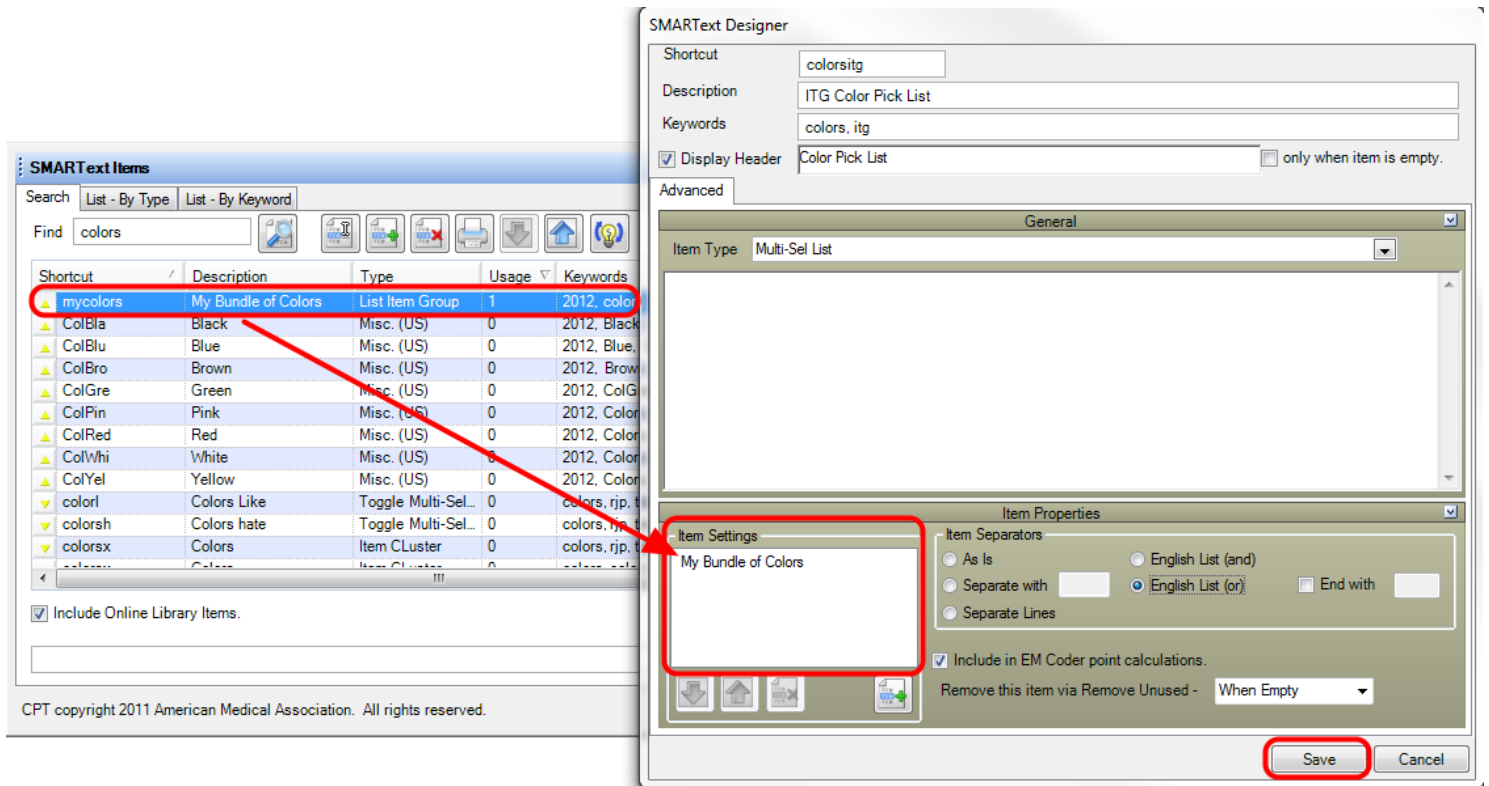 SMARText Designer
Shortcut colorsitg
Description ITG Color Pick List
Keywords colors, itg
Display Header Color Pick List only when item is empty.
Advanced
General
Item Type Multi-Sel List
Item Properties
Item Settings
My Bundle of Colors
Item Separators
As Is English List (and)
Separate with English List (or) End with
Separate Lines
Include in EM Coder point calculations.
Remove this item via Remove Unused - When Empty
Save Cancel
SMARText Items
Search List - By Type List - By Keyword
Find colors
Shortcut Description Type Usage Keywords
mycolors My Bundle of Colors List Item Group 1 2012, color
ColBla Black Misc. (US) 0 2012, Black
ColBlu Blue Misc. (US) 0 2012, Blue,
ColBro Brown Misc. (US) 0 2012, Brow
ColGre Green Misc. (US) 0 2012, ColG
ColPin Pink Misc. (US) 0 2012, Color
ColRed Red Misc. (US) 0 2012, Color
ColWhi White Misc. (US) 0 2012, Color
ColYel Yellow Misc. (US) 0 2012, Color
colorl Colors Like Toggle Multi-Sel... 0 colors, rjp, t
colorsh Colors hate Toggle Multi-Sel... 0 colors, rjp, t
colorsx Colors Item CLuster 0 colors, rjp, t
Include Online Library Items.
CPT copyright 2011 American Medical Association. All rights reserved.